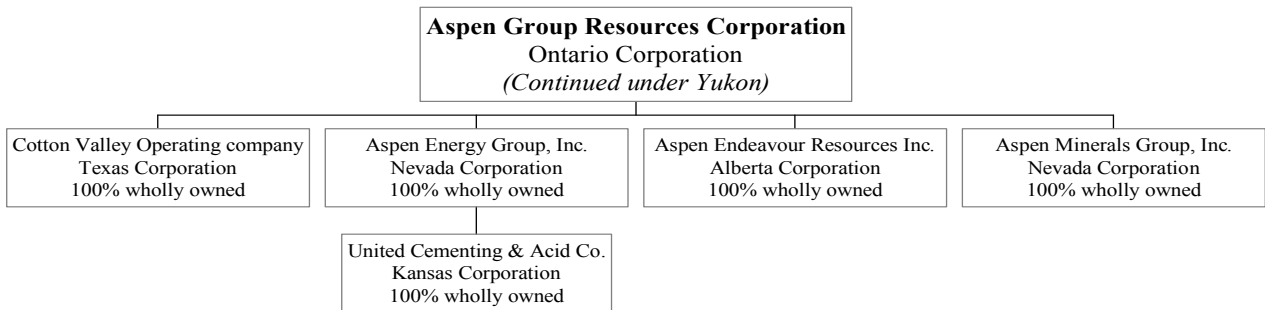 Aspen Group Resources Corporation
Ontario Corporation
(Continued under Yukon)
Cotton Valley Operating company
Texas Corporation
100% wholly owned
Aspen Energy Group, Inc.
Nevada Corporation
100% wholly owned
Aspen Endeavour Resources Inc.
Alberta Corporation
100% wholly owned
Aspen Minerals Group, Inc.
Nevada Corporation
100% wholly owned
United Cementing & Acid Co.
Kansas Corporation
100% wholly owned